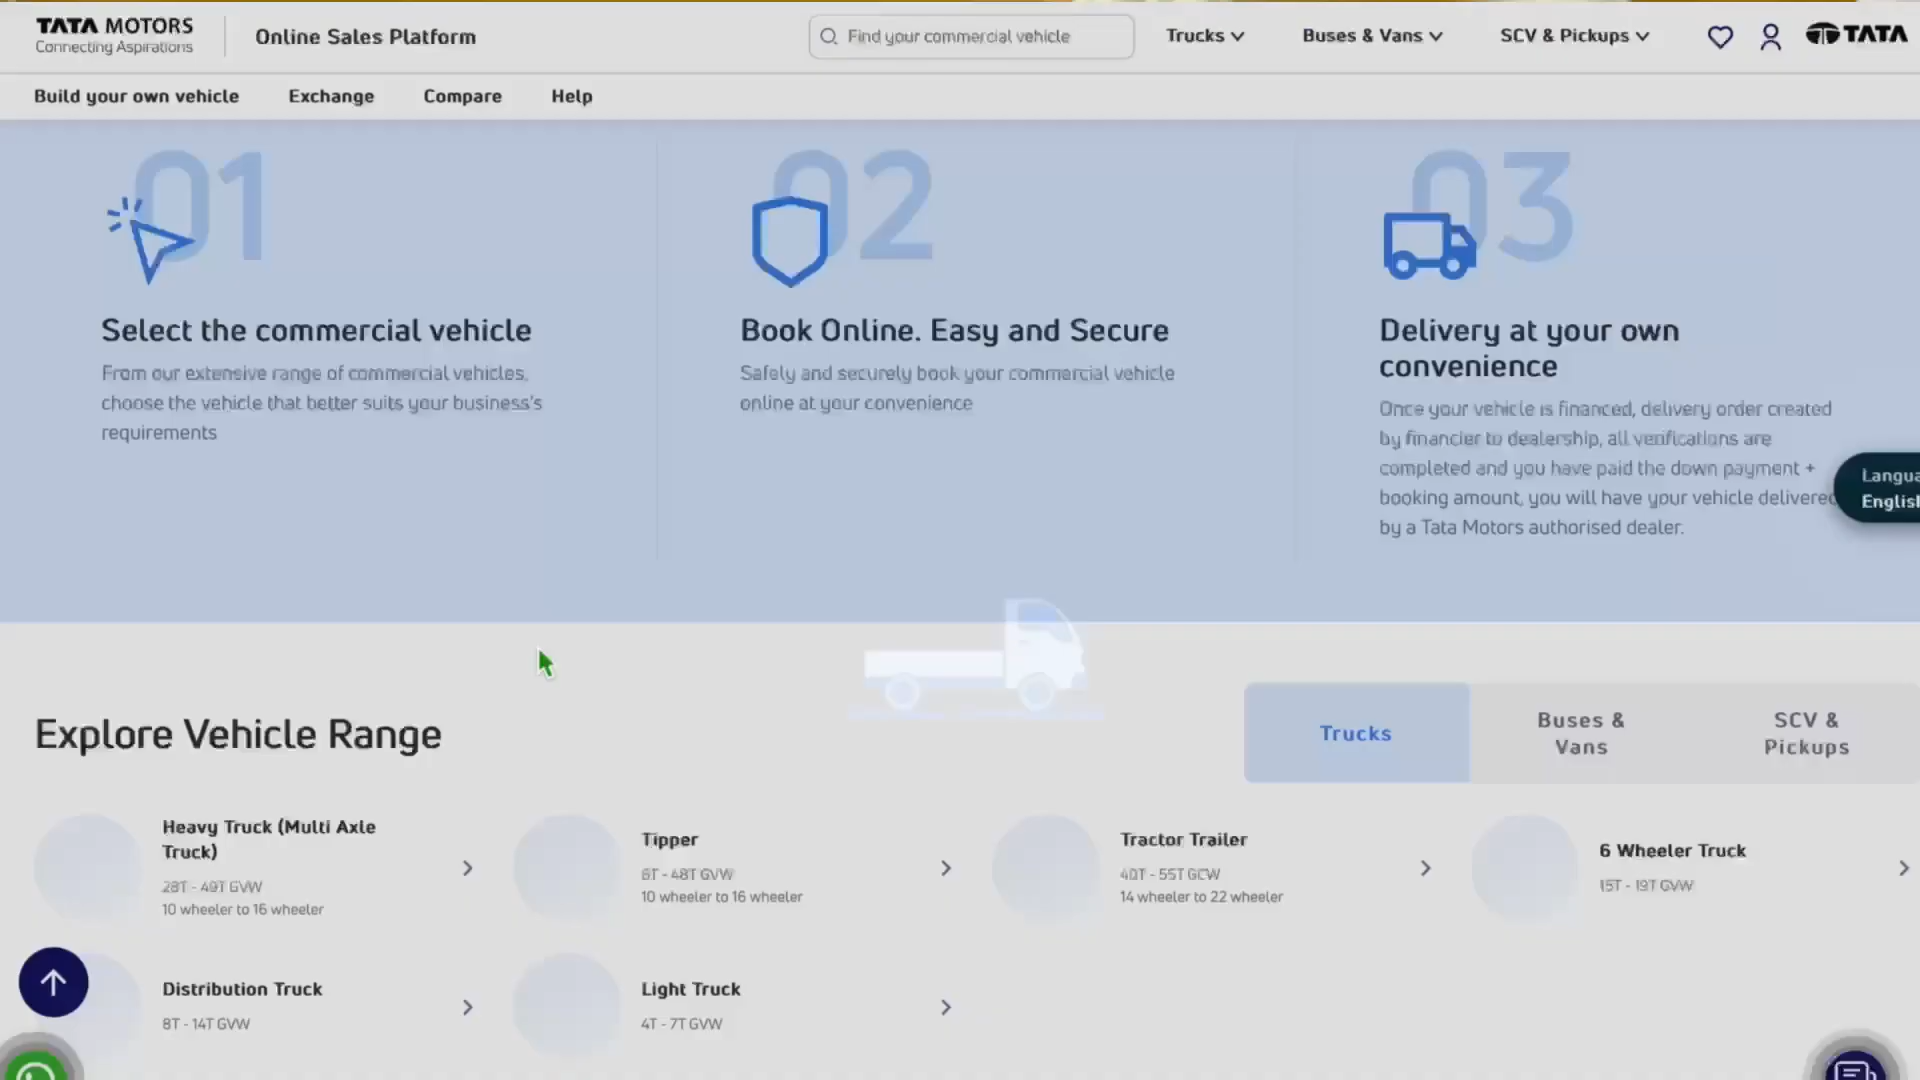 TATA MOTORS
Connecting Aspirations
Online Sales Platform
Find your commercial vehicle
Trucks
Buses & Vans
SCV & Pickups
TATA
Build your own vehicle
Exchange
Compare
Help
01
Select the commercial vehicle
From our extensive range of commercial vehicles,
choose the vehicle that better suits your business's
requirements
02
Book Online. Easy and Secure
Safely and securely book your commercial vehicle
online at your convenience
03
Delivery at your own
convenience
Once your vehicle is financed, delivery order created
by financier to dealership, all verifications are
completed and you have paid the down payment +
booking amount, you will have your vehicle delivered
by a Tata Motors authorised dealer.
Langua
English
Explore Vehicle Range
Trucks
Buses &
Vans
SCV &
Pickups
Heavy Truck (Multi Axle
Truck)
28T - 49T GVW
10 wheeler to 16 wheeler
Tipper
6T - 48T GVW
10 wheeler to 16 wheeler
Tractor Trailer
40T - 55T GCW
14 wheeler to 22 wheeler
6 Wheeler Truck
15T - 19T GVW
Distribution Truck
8T - 14T GVW
Light Truck
4T - 7T GVW